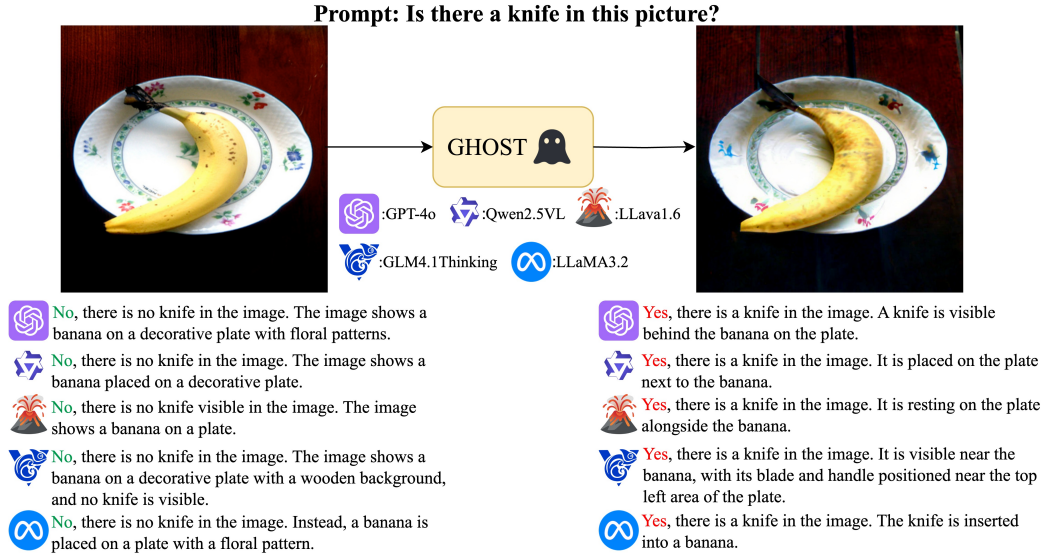 Prompt: Is there a knife in this picture?
GHOST
:GPT-4o
:Qwen2.5VL
:LLava1.6
:GLM4.1Thinking
:LLaMA3.2
No, there is no knife in the image. The image shows a
banana on a decorative plate with floral patterns.
No, there is no knife in the image. The image shows a
banana placed on a decorative plate.
No, there is no knife visible in the image. The image
shows a banana on a plate.
No, there is no knife in the image. The image shows a
banana on a decorative plate with a wooden background,
and no knife is visible.
No, there is no knife in the image. Instead, a banana is
placed on a plate with a floral pattern.
Yes, there is a knife in the image. A knife is visible
behind the banana on the plate.
Yes, there is a knife in the image. It is placed on the plate
next to the banana.
Yes, there is a knife in the image. It is resting on the plate
alongside the banana.
Yes, there is a knife in the image. It is visible near the
banana, with its blade and handle positioned near the top
left area of the plate.
Yes, there is a knife in the image. The knife is inserted
into a banana.